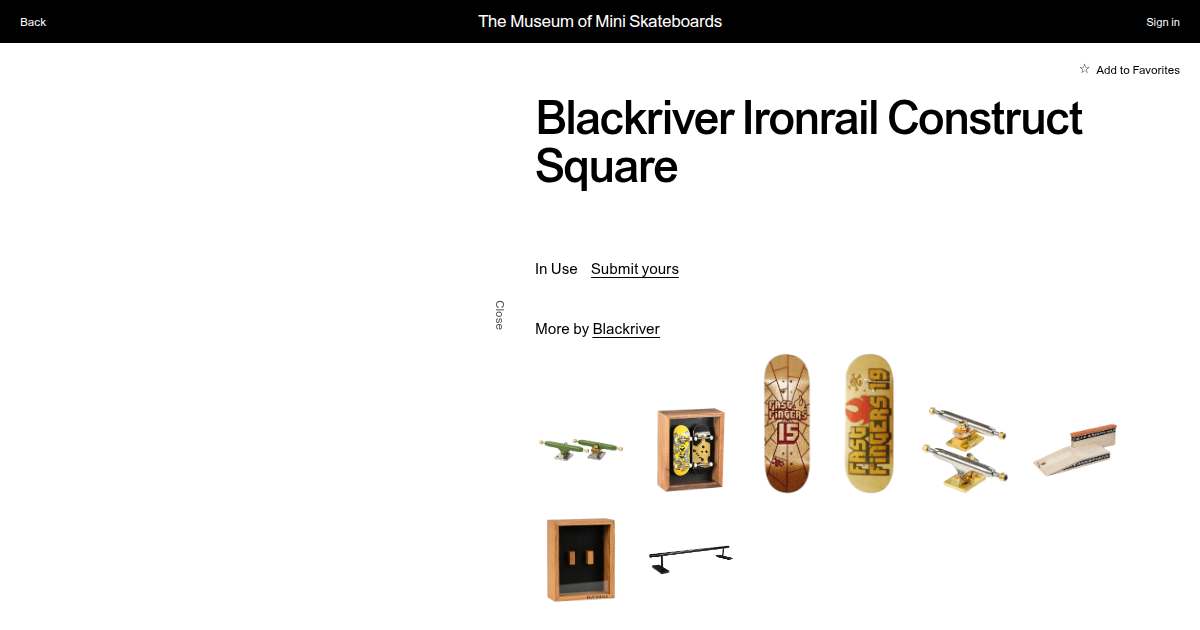 Back
The Museum of Mini Skateboards
Sign in
☆ Add to Favorites
Blackriver Ironrail Construct
Square
In Use Submit yours
Close
More by Blackriver
FAST
FINGERS
15
FAST
FINGERS 19